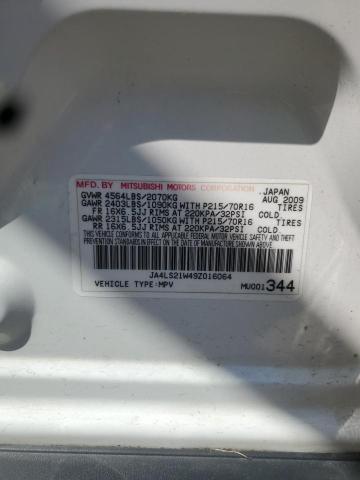 MFD. BY MITSUBISHI MOTORS CORPORATION JAPAN
GVWR 4564LBS/2070KG AUG 2009
GAWR 2403LBS/1090KG WITH P215/70R16 TIRES
FR 16X6.5JJ RIMS AT 220KPA/32PSI COLD
GAWR 2315LBS/1050KG WITH P215/70R16 TIRES
RR 16X6.5JJ RIMS AT 220KPA/32PSI COLD
THIS VEHICLE CONFORMS TO ALL APPLICABLE FEDERAL MOTOR VEHICLE SAFETY AND THEFT PREVENTION STANDARDS IN EFFECT ON THE DATE OF MANUFACTURE SHOWN ABOVE.
JA4LS21W49Z016064
VEHICLE TYPE:MPV MU001344